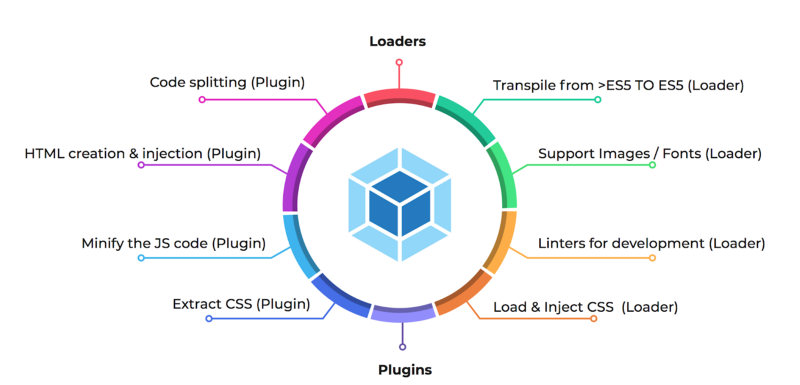 Loaders
Code splitting (Plugin)
Transpile from >ES5 TO ES5 (Loader)
HTML creation & injection (Plugin)
Support Images / Fonts (Loader)
Minify the JS code (Plugin)
Linters for development (Loader)
Extract CSS (Plugin)
Load & Inject CSS  (Loader)
Plugins